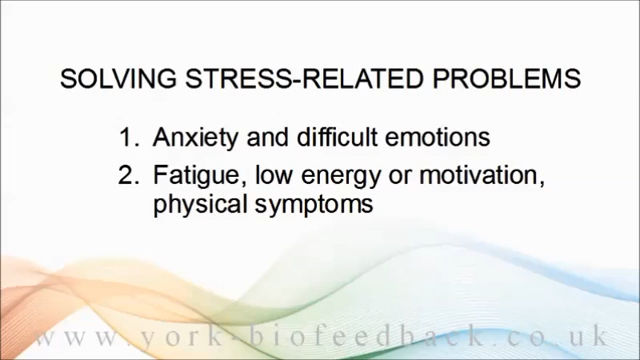 SOLVING STRESS-RELATED PROBLEMS
1. Anxiety and difficult emotions
2. Fatigue, low energy or motivation,
physical symptoms
www.york-biofeedback.co.uk